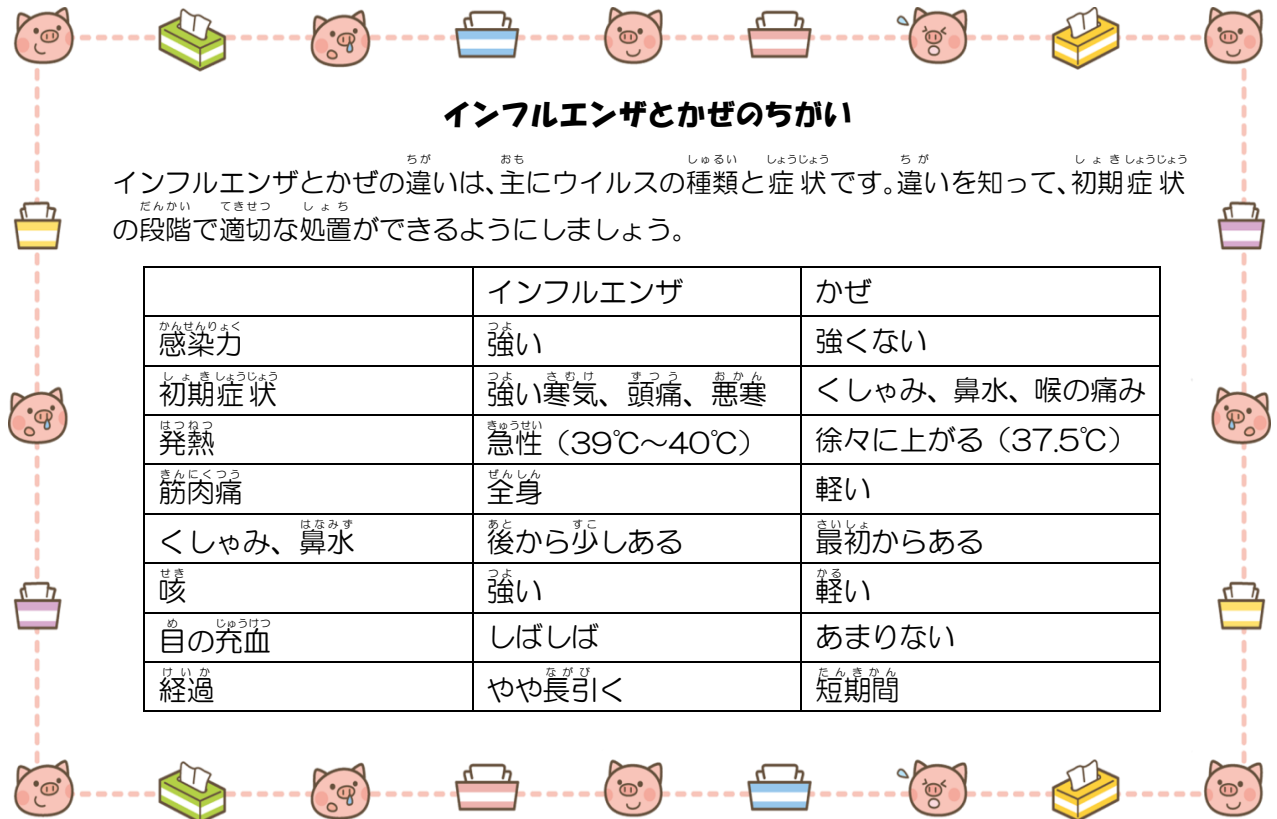 インフルエンザとかぜのちがい
インフルエンザとかぜの違いは、主にウイルスの種類と症状です。違いを知って、初期症状
の段階で適切な処置ができるようにしましょう。
インフルエンザ かぜ
感染力 強い 強くない
初期症状 強い寒気、頭痛、悪寒 くしゃみ、鼻水、喉の痛み
発熱 急性（39℃～40℃） 徐々に上がる（37.5℃）
筋肉痛 全身 軽い
くしゃみ、鼻水 後から少しある 最初からある
咳 強い 軽い
目の充血 しばしば あまりない
経過 やや長引く 短期間